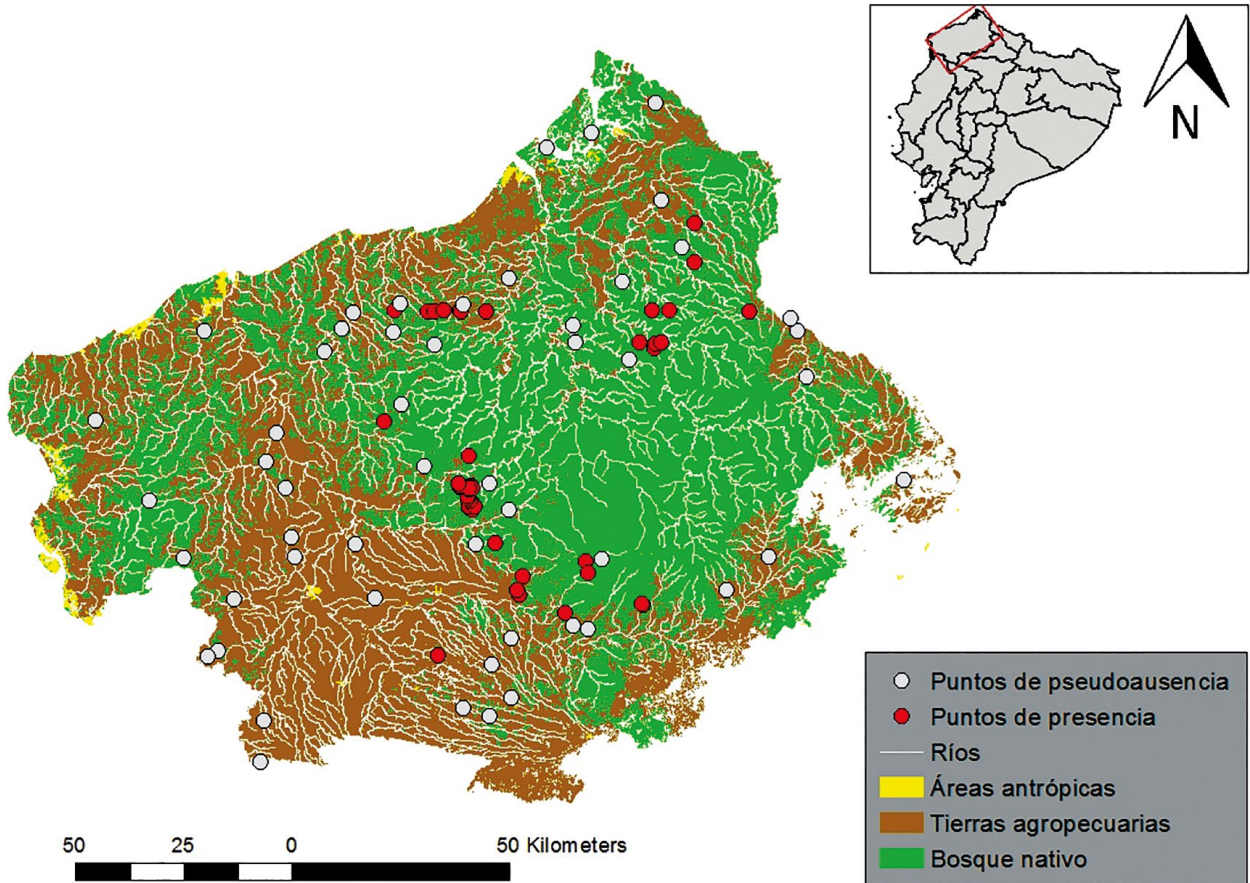 N
Puntos de pseudoausencia
Puntos de presencia
Ríos
Áreas antrópicas
Tierras agropecuarias
Bosque nativo
50 25 0 50 Kilometers